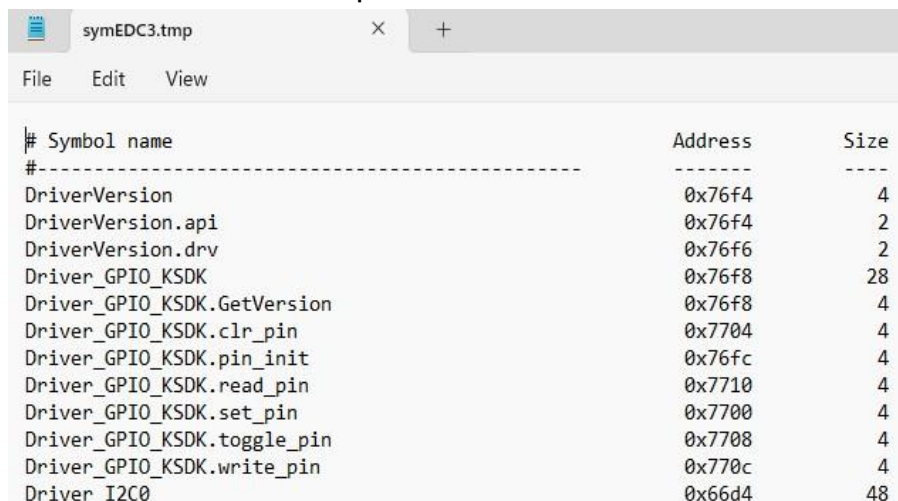 symEDC3.tmp × +
File Edit View
# Symbol name Address Size
#------------------------------------------------ ------- ----
DriverVersion 0x76f4 4
DriverVersion.api 0x76f4 2
DriverVersion.drv 0x76f6 2
Driver_GPIO_KSDK 0x76f8 28
Driver_GPIO_KSDK.GetVersion 0x76f8 4
Driver_GPIO_KSDK.clr_pin 0x7704 4
Driver_GPIO_KSDK.pin_init 0x76fc 4
Driver_GPIO_KSDK.read_pin 0x7710 4
Driver_GPIO_KSDK.set_pin 0x7700 4
Driver_GPIO_KSDK.toggle_pin 0x7708 4
Driver_GPIO_KSDK.write_pin 0x770c 4
Driver_I2C0 0x66d4 48